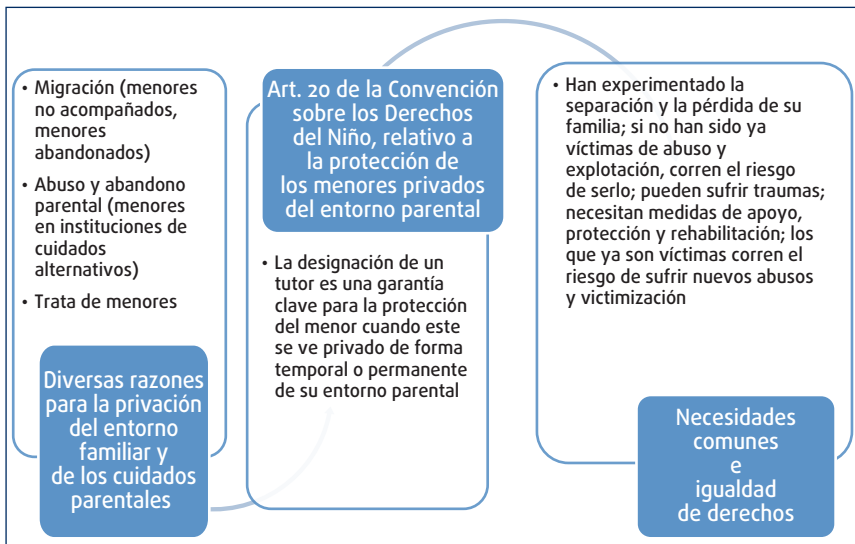 • Migración (menores
no acompañados,
menores
abandonados)
• Abuso y abandono
parental (menores
en instituciones de
cuidados
alternativos)
• Trata de menores
Diversas razones
para la privación
del entorno
familiar y
de los cuidados
parentales
Art. 20 de la Convención
sobre los Derechos
del Niño, relativo a
la protección de
los menores privados
del entorno parental
• La designación de un
tutor es una garantía
clave para la protección
del menor cuando este
se ve privado de forma
temporal o permanente
de su entorno parental
• Han experimentado la
separación y la pérdida de su
familia; si no han sido ya
víctimas de abuso y
explotación, corren el riesgo
de serlo; pueden sufrir traumas;
necesitan medidas de apoyo,
protección y rehabilitación; los
que ya son víctimas corren el
riesgo de sufrir nuevos abusos
y victimización
Necesidades
comunes
e
igualdad
de derechos